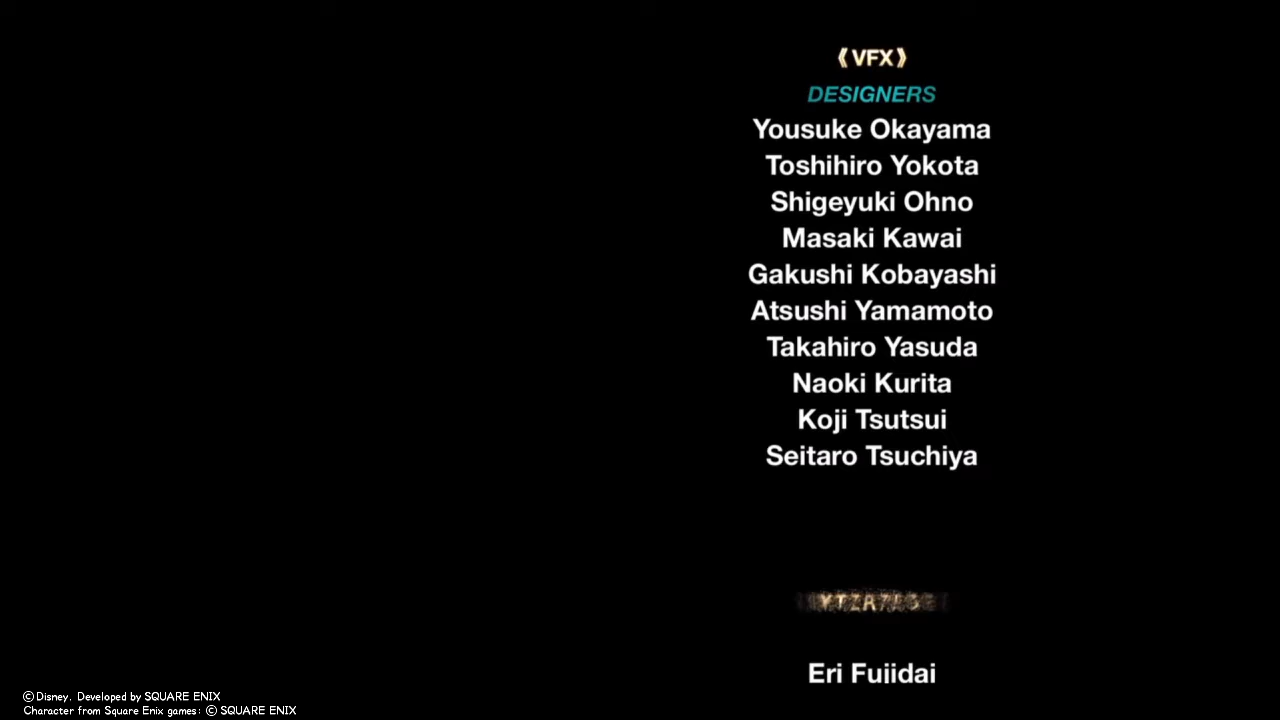 《VFX》
DESIGNERS
Yousuke Okayama
Toshihiro Yokota
Shigeyuki Ohno
Masaki Kawai
Gakushi Kobayashi
Atsushi Yamamoto
Takahiro Yasuda
Naoki Kurita
Koji Tsutsui
Seitaro Tsuchiya
Eri Fujidai
©Disney. Developed by SQUARE ENIX
Character from Square Enix games: © SQUARE ENIX